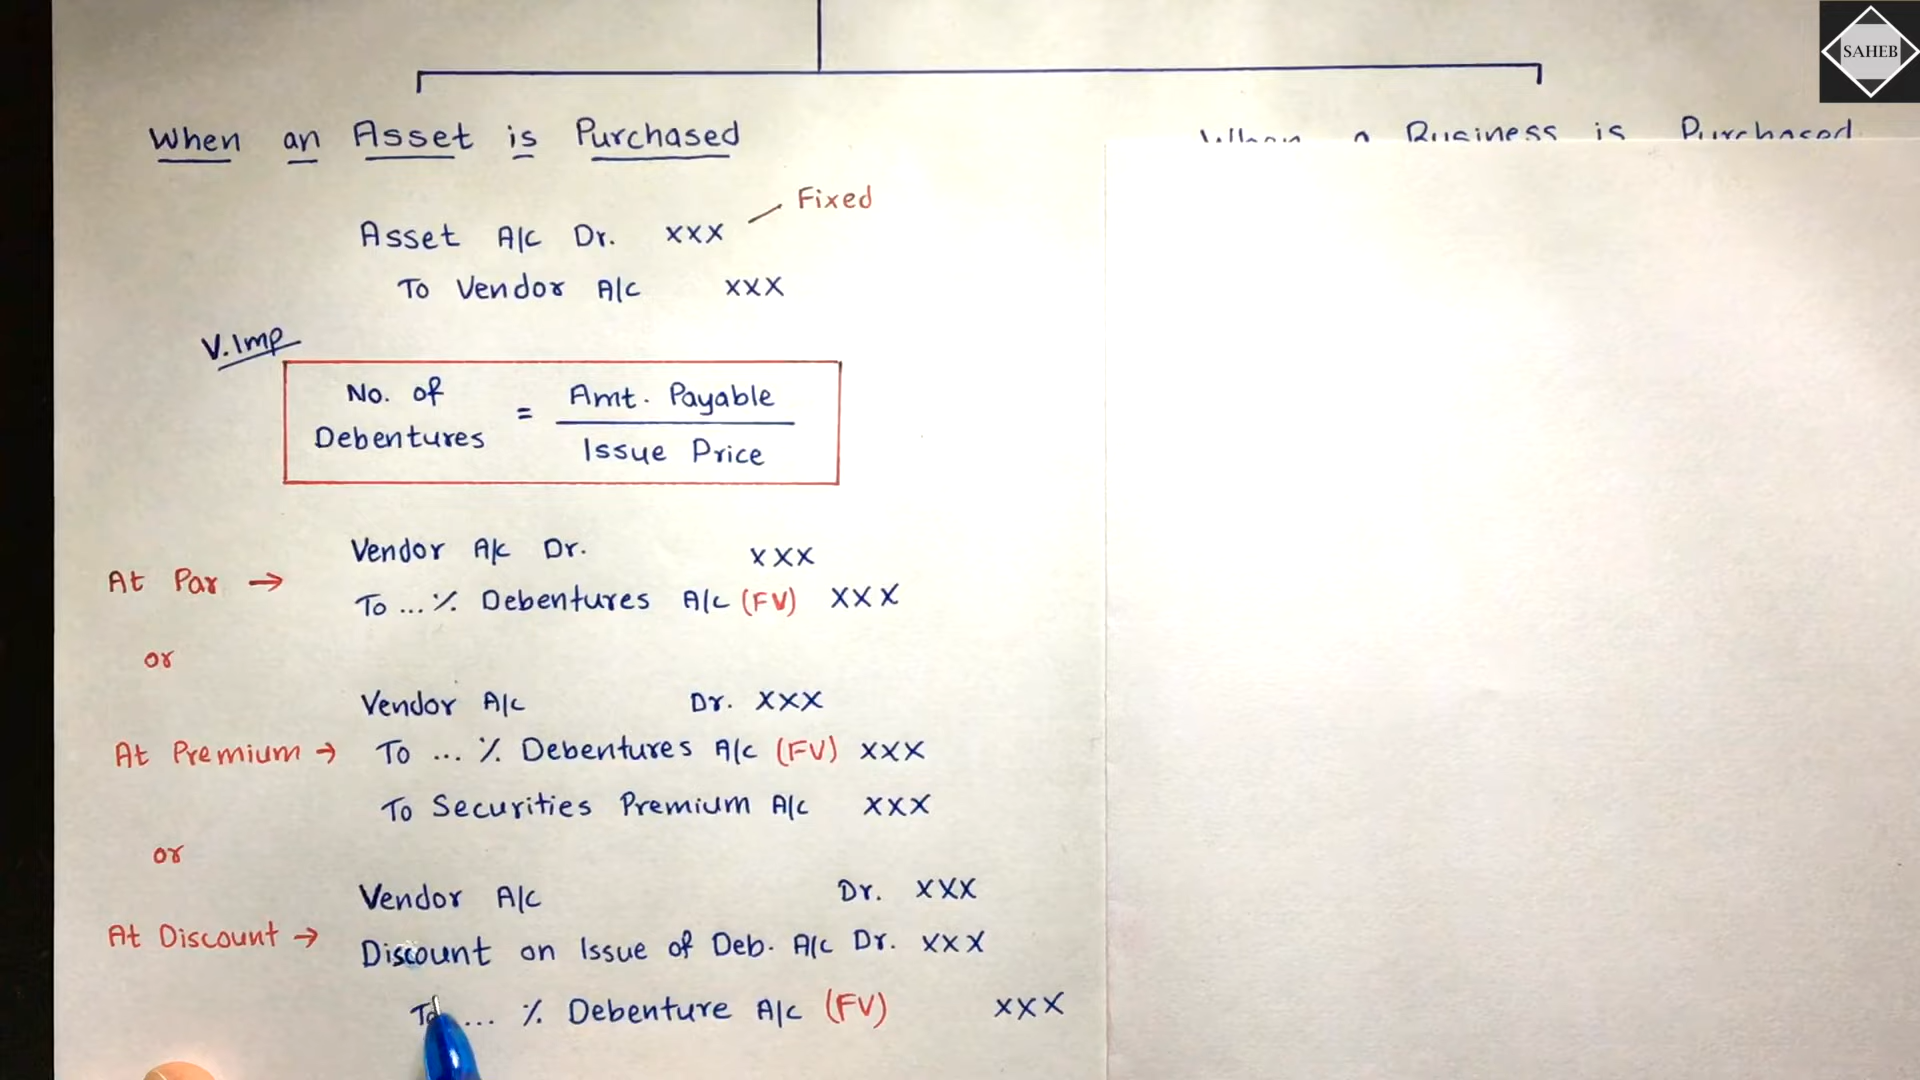 SAHEB
When an Asset is Purchased
When a Business is Purchased
Fixed
Asset A/c Dr. xxx
To Vendor A/c xxx
V.Imp
No. of Debentures = Amt. Payable / Issue Price
Vendor A/c Dr. xxx
At Par →
To ...% Debentures A/c (FV) xxx
or
Vendor A/c Dr. xxx
At Premium → To ... % Debentures A/c (FV) xxx
To Securities Premium A/c xxx
or
Vendor A/c Dr. xxx
At Discount →
Discount on Issue of Deb. A/c Dr. xxx
To ... % Debenture A/c (FV) xxx